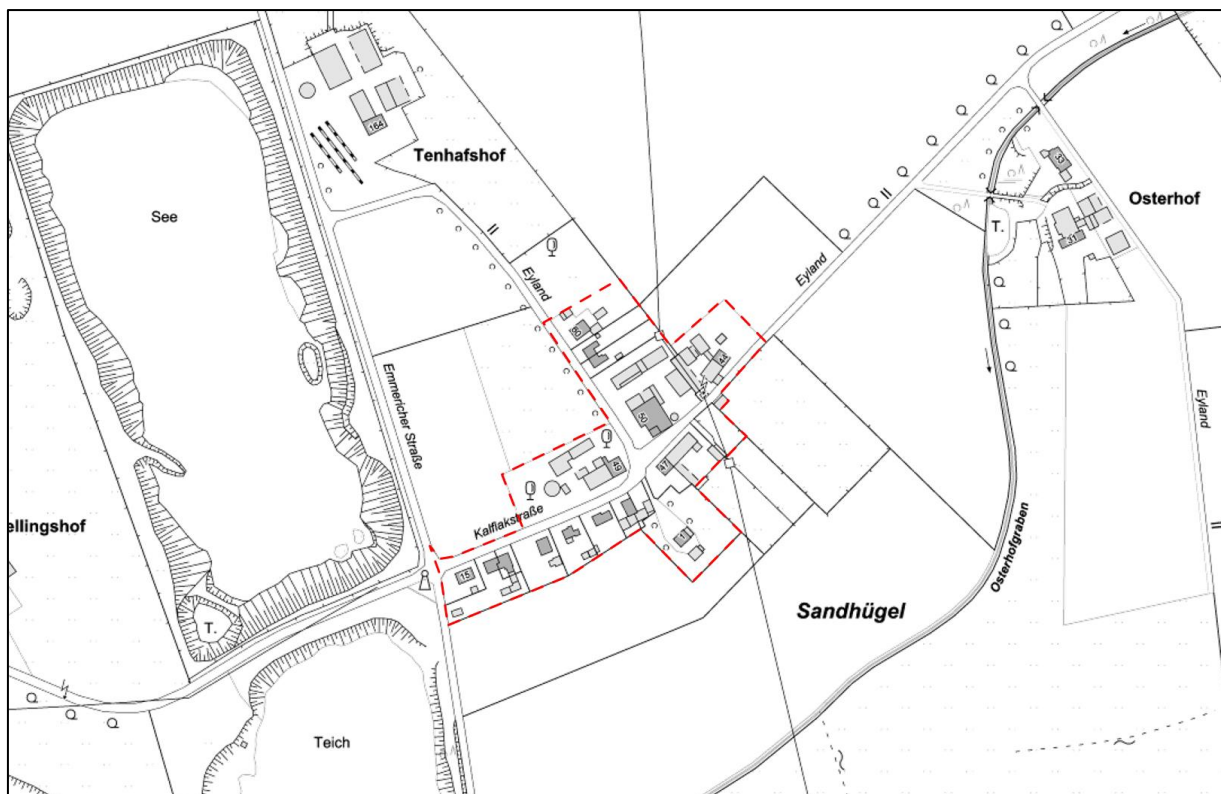 164
Tenhafshof
See
33
Osterhof
T.
31
Eyland
Eyland
60
44
Emmericher Straße
50
Eyland
49
47
ellingshof
Kalflakstraße
11
15
Osterhofgraben
Sandhügel
T.
Teich